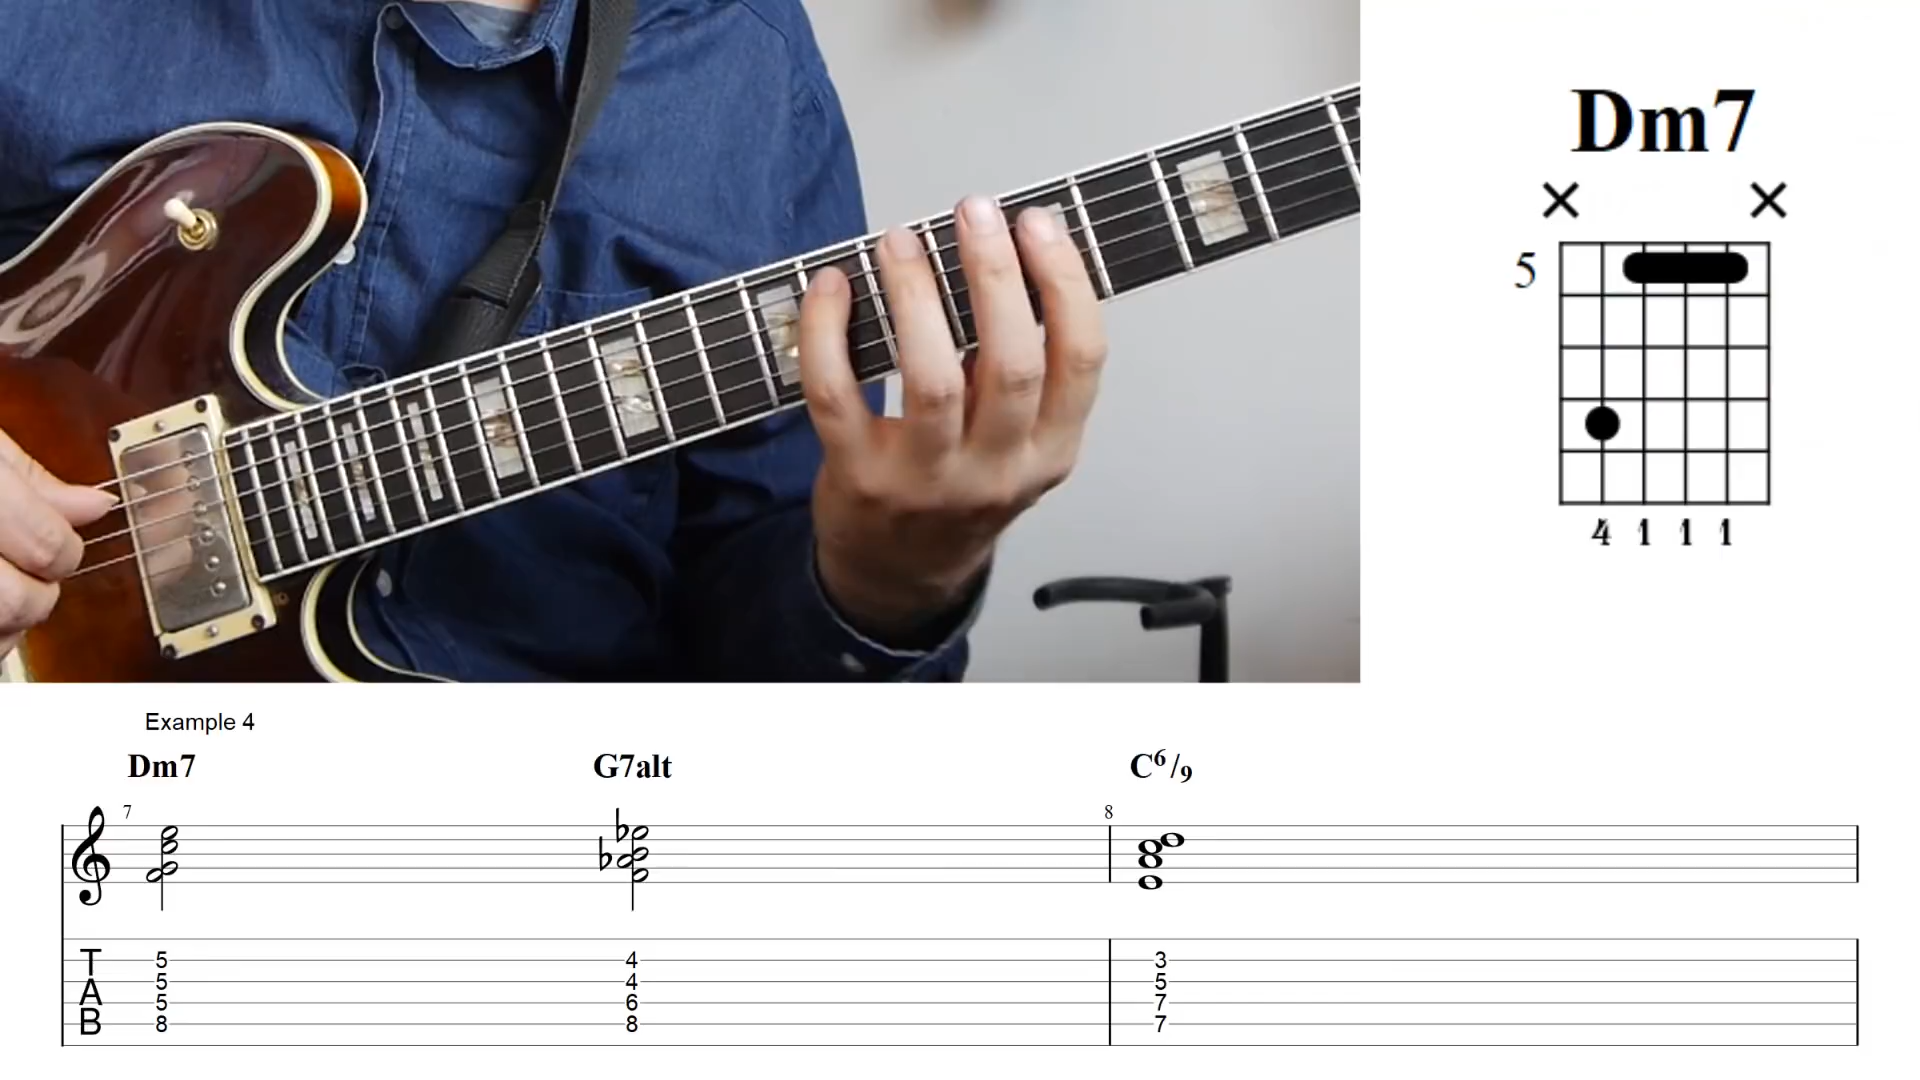 Dm7
× ×
5
4 1 1 1
Example 4
Dm7 G7alt C6/9
7 8
T 5 4 3
5 4 5
A 5 6 7
B 8 8 7